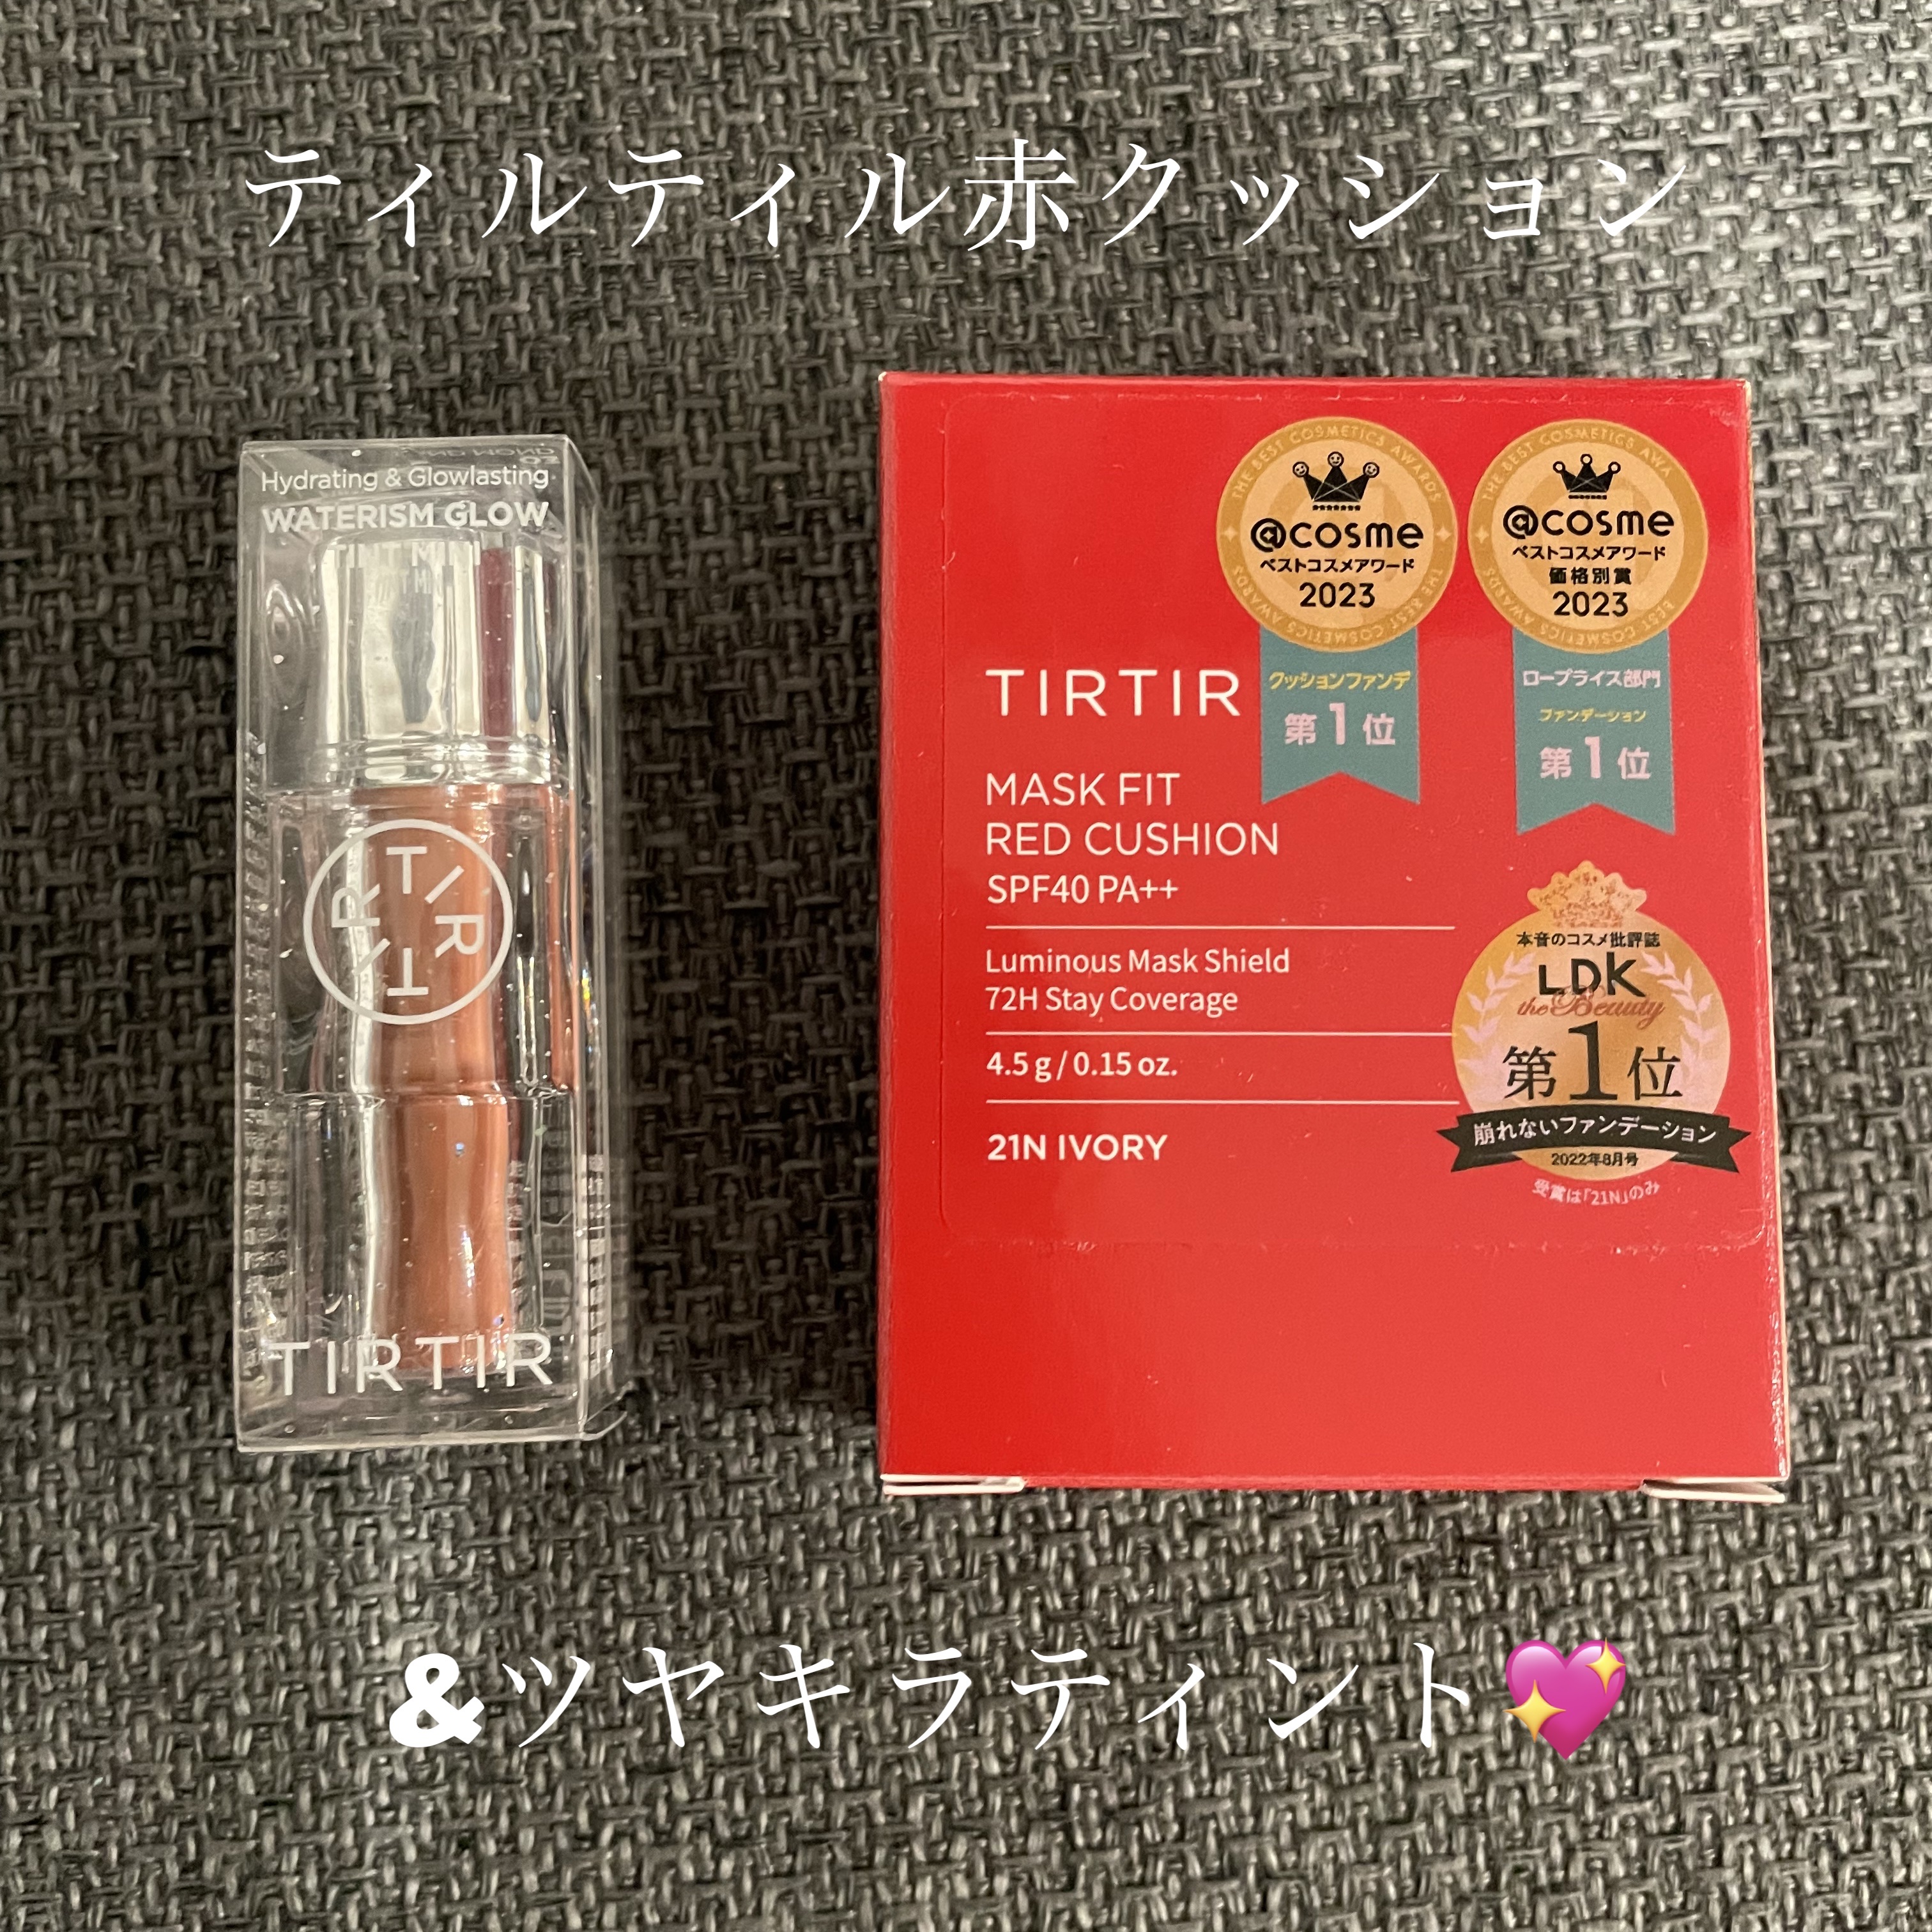 ティルティル赤クッション
Hydrating & Glowlasting
WATERISM GLOW
TINT MINI
TIRTIR
TIRTIR
THE BEST COSMETICS AWARDS
@cosme
ベストコスメアワード
2023
クッションファンデ
第1位
@cosme
ベストコスメアワード
価格別賞
2023
ロープライス部門
ファンデーション
第1位
TIRTIR
MASK FIT
RED CUSHION
SPF40 PA++
Luminous Mask Shield
72H Stay Coverage
4.5 g / 0.15 oz.
21N IVORY
本音のコスメ批評誌
LDK
the Beauty
第1位
崩れないファンデーション
2022年8月号
受賞は「21N」のみ
&ツヤキラティント💖